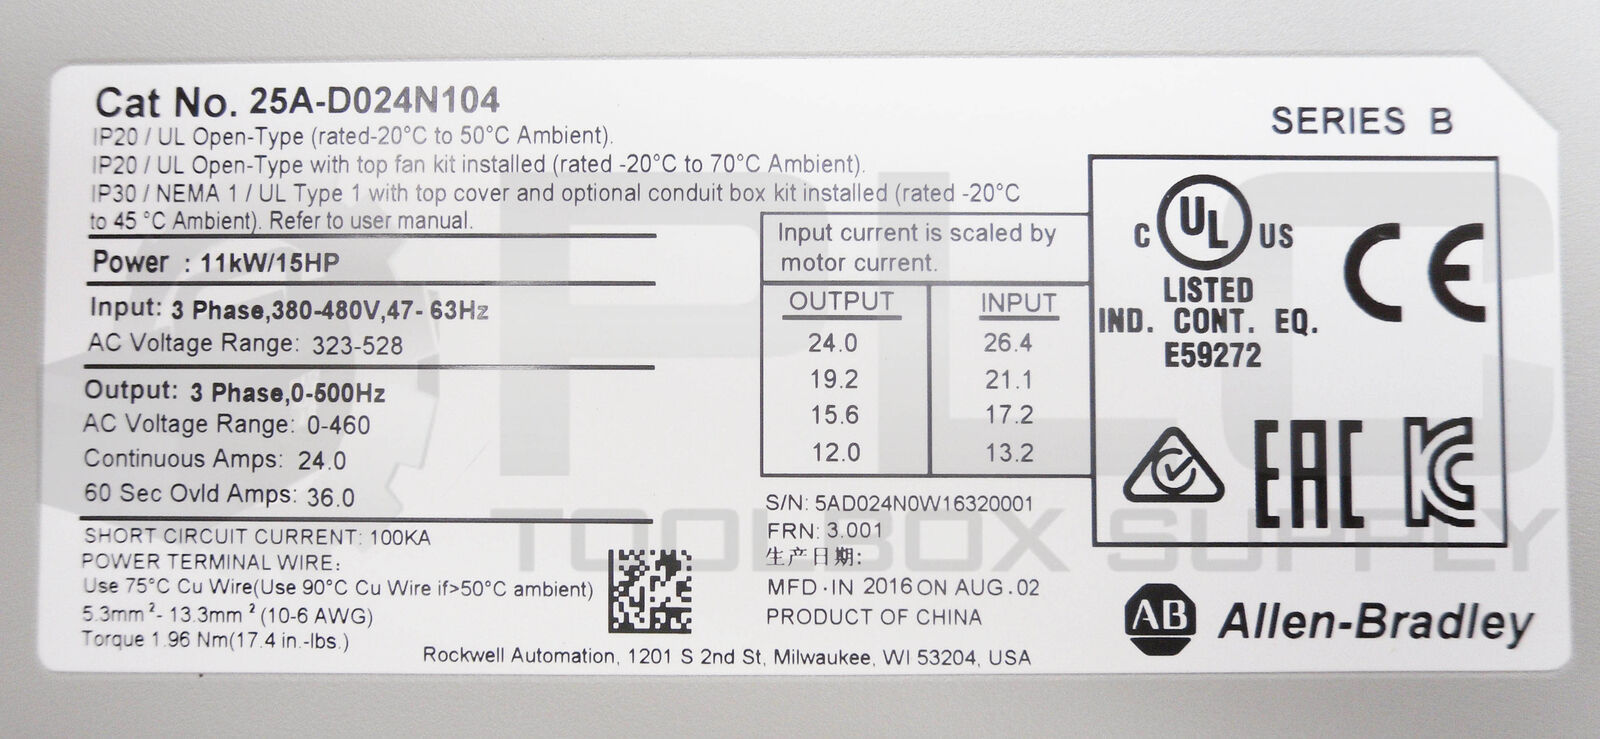 Cat No. 25A-D024N104
IP20 / UL Open-Type (rated-20°C to 50°C Ambient).
IP20 / UL Open-Type with top fan kit installed (rated -20°C to 70°C Ambient).
IP30 / NEMA 1 / UL Type 1 with top cover and optional conduit box kit installed (rated -20°C
to 45 °C Ambient). Refer to user manual.
Power : 11kW/15HP
Input: 3 Phase,380-480V,47- 63Hz
AC Voltage Range: 323-528
Output: 3 Phase,0-500Hz
AC Voltage Range: 0-460
Continuous Amps: 24.0
60 Sec Ovld Amps: 36.0
SHORT CIRCUIT CURRENT: 100KA
POWER TERMINAL WIRE:
Use 75°C Cu Wire(Use 90°C Cu Wire if>50°C ambient)
5.3mm²- 13.3mm² (10-6 AWG)
Torque 1.96 Nm(17.4 in.-lbs.)
Input current is scaled by
motor current.
OUTPUT INPUT
24.0 26.4
19.2 21.1
15.6 17.2
12.0 13.2
S/N: 5AD024N0W16320001
FRN: 3.001
生产日期:
MFD·IN 2016 ON AUG.02
PRODUCT OF CHINA
Rockwell Automation, 1201 S 2nd St, Milwaukee, WI 53204, USA
SERIES B
C UL US
LISTED
IND. CONT. EQ.
E59272
CE
EAC
KC
AB Allen-Bradley
PLC
TOOLBOX SUPPLY